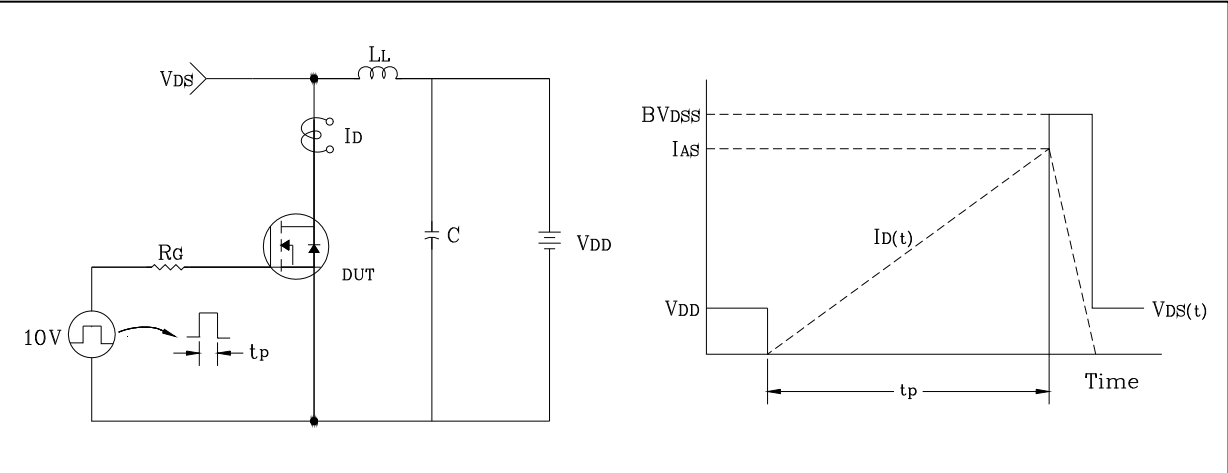 LL
VDS
ID
RG
C
VDD
DUT
10V
tp
BVDSS
IAS
ID(t)
VDD
VDS(t)
Time
tp